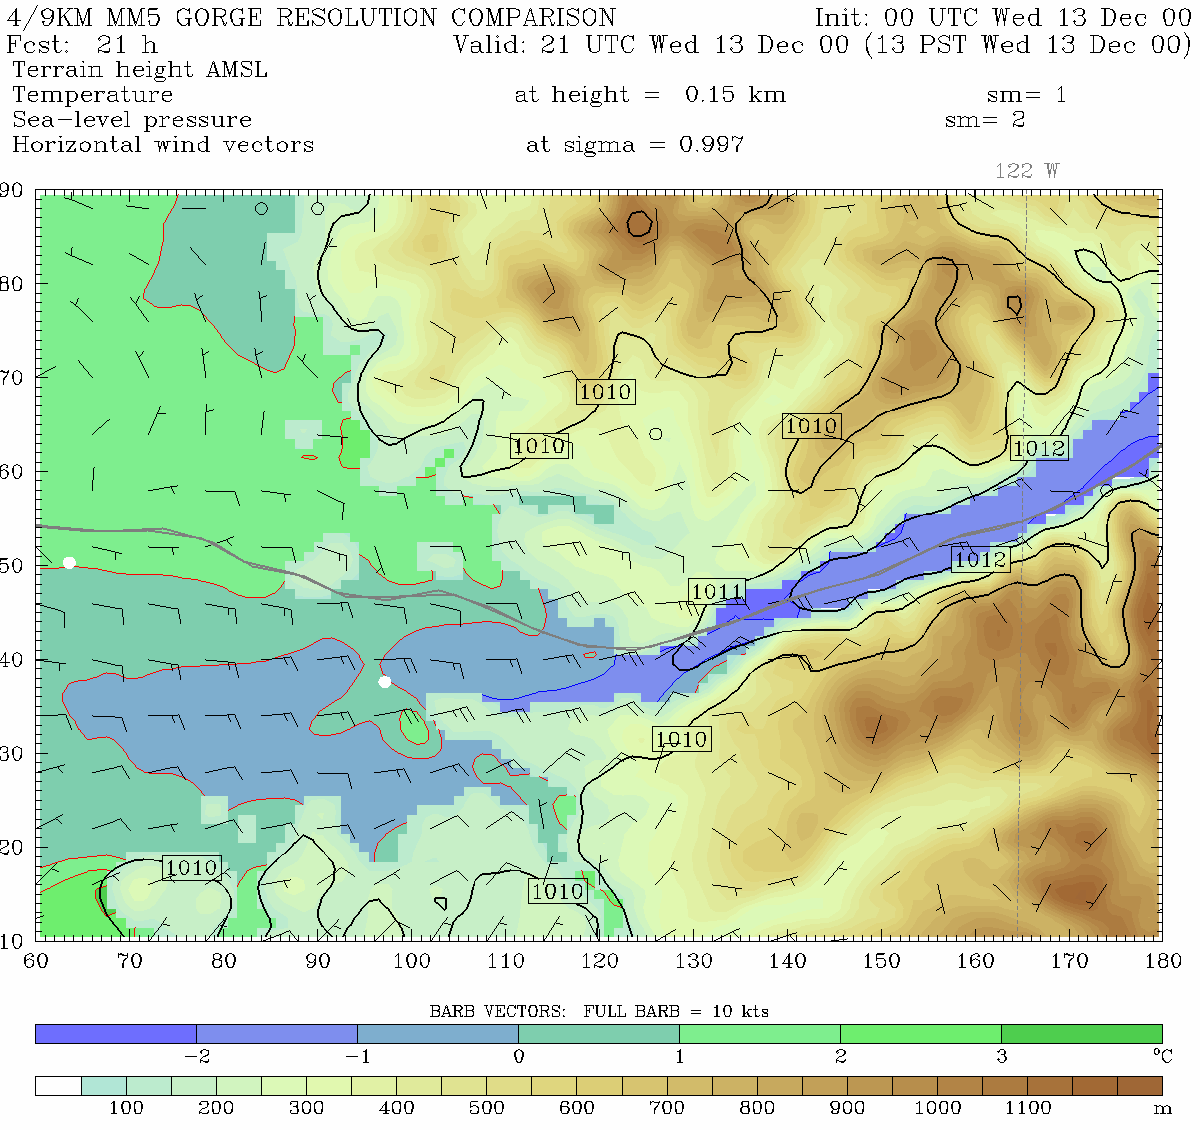 4/9KM MM5 GORGE RESOLUTION COMPARISON Init: 00 UTC Wed 13 Dec 00
Fcst: 21 h Valid: 21 UTC Wed 13 Dec 00 (13 PST Wed 13 Dec 00)
Terrain height AMSL
Temperature at height = 0.15 km sm= 1
Sea-level pressure sm= 2
Horizontal wind vectors at sigma = 0.997
122 W
90
80
70
1010
1010
1010
1012
60
50
1012
1011
40
1010
30
20
1010
1010
10
60 70 80 90 100 110 120 130 140 150 160 170 180
BARB VECTORS: FULL BARB = 10 kts
-2 -1 0 1 2 3 °C
100 200 300 400 500 600 700 800 900 1000 1100 m